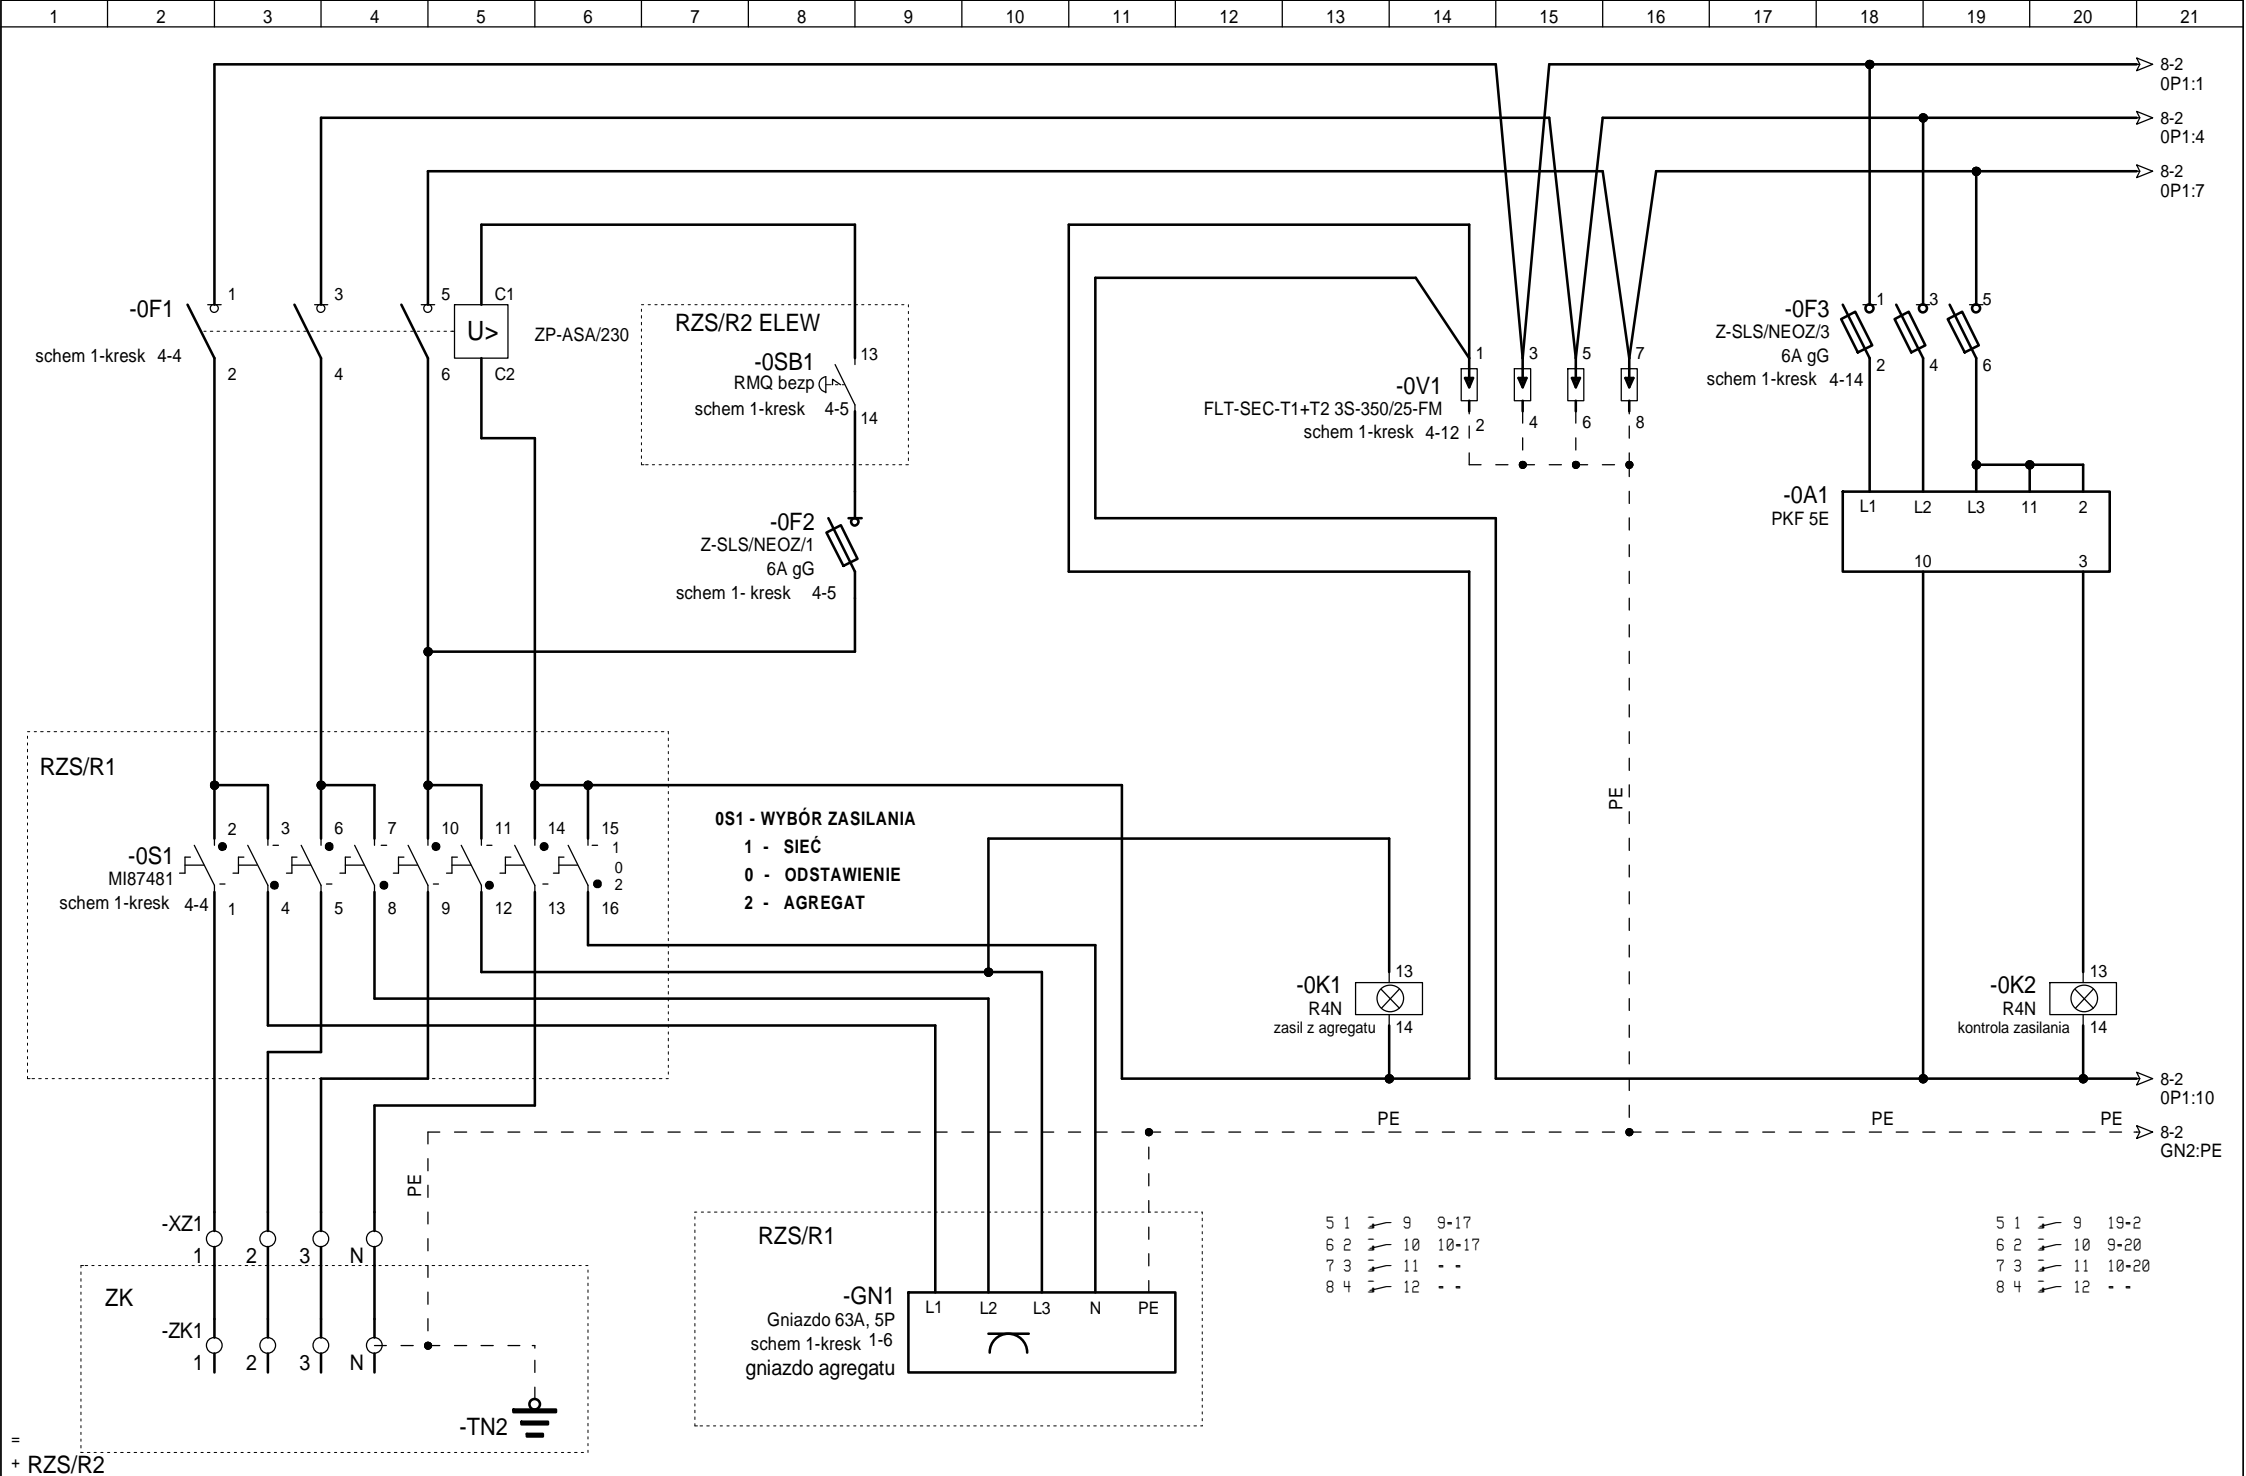 1 2 3 4 5 6 7 8 9 10 11 12 13 14 15 16 17 18 19 20 21
8-2
0P1:1
8-2
0P1:4
8-2
0P1:7
-0F1
schem 1-kresk 4-4
1 3 5
2 4 6
C1
U>
C2
ZP-ASA/230
RZS/R2 ELEW
-0SB1
RMQ bezp
schem 1-kresk 4-5
13
14
-0F2
Z-SLS/NEOZ/1
6A gG
schem 1- kresk 4-5
-0V1
FLT-SEC-T1+T2 3S-350/25-FM
schem 1-kresk 4-12
1 3 5 7
2 4 6 8
-0F3
Z-SLS/NEOZ/3
6A gG
schem 1-kresk 4-14
1 3 5
2 4 6
-0A1
PKF 5E
L1 L2 L3 11 2
10 3
PE
RZS/R1
-0S1
MI87481
schem 1-kresk 4-4
2 3 6 7 10 11 14 15
1
0
2
1 4 5 8 9 12 13 16
0S1 - WYBÓR ZASILANIA
1 - SIEĆ
0 - ODSTAWIENIE
2 - AGREGAT
-0K1
R4N
zasil z agregatu
13
14
-0K2
R4N
kontrola zasilania
13
14
8-2
0P1:10
PE PE PE
8-2
GN2:PE
PE
-XZ1
1 2 3 N
ZK
-ZK1
1 2 3 N
-TN2
RZS/R1
-GN1
Gniazdo 63A, 5P
schem 1-kresk 1-6
gniazdo agregatu
L1 L2 L3 N PE
5 1 9 9-17
6 2 10 10-17
7 3 11 - -
8 4 12 - -
5 1 9 19-2
6 2 10 9-20
7 3 11 10-20
8 4 12 - -
=
+ RZS/R2